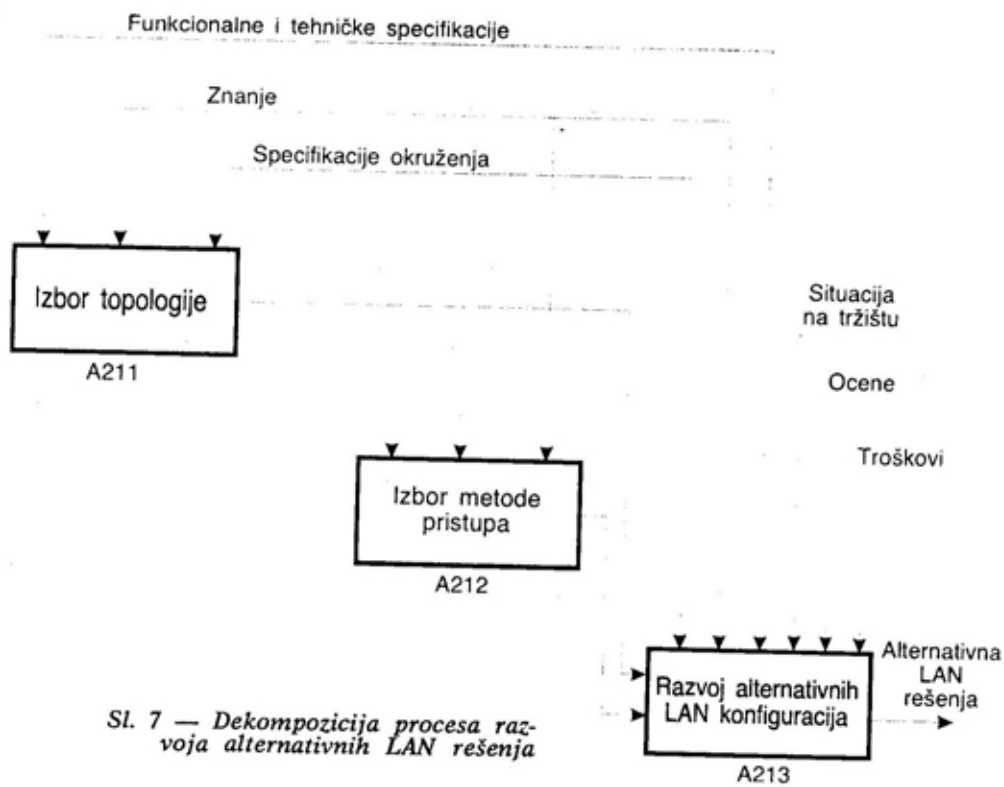 Funkcionalne i tehničke specifikacije
Znanje
Specifikacije okruženja
Izbor topologije
A211
Situacija
na tržištu
Ocene
Troškovi
Izbor metode
pristupa
A212
Razvoj alternativnih
LAN konfiguracija
A213
Alternativna
LAN
rešenja
Sl. 7 — Dekompozicija procesa raz-
voja alternativnih LAN rešenja